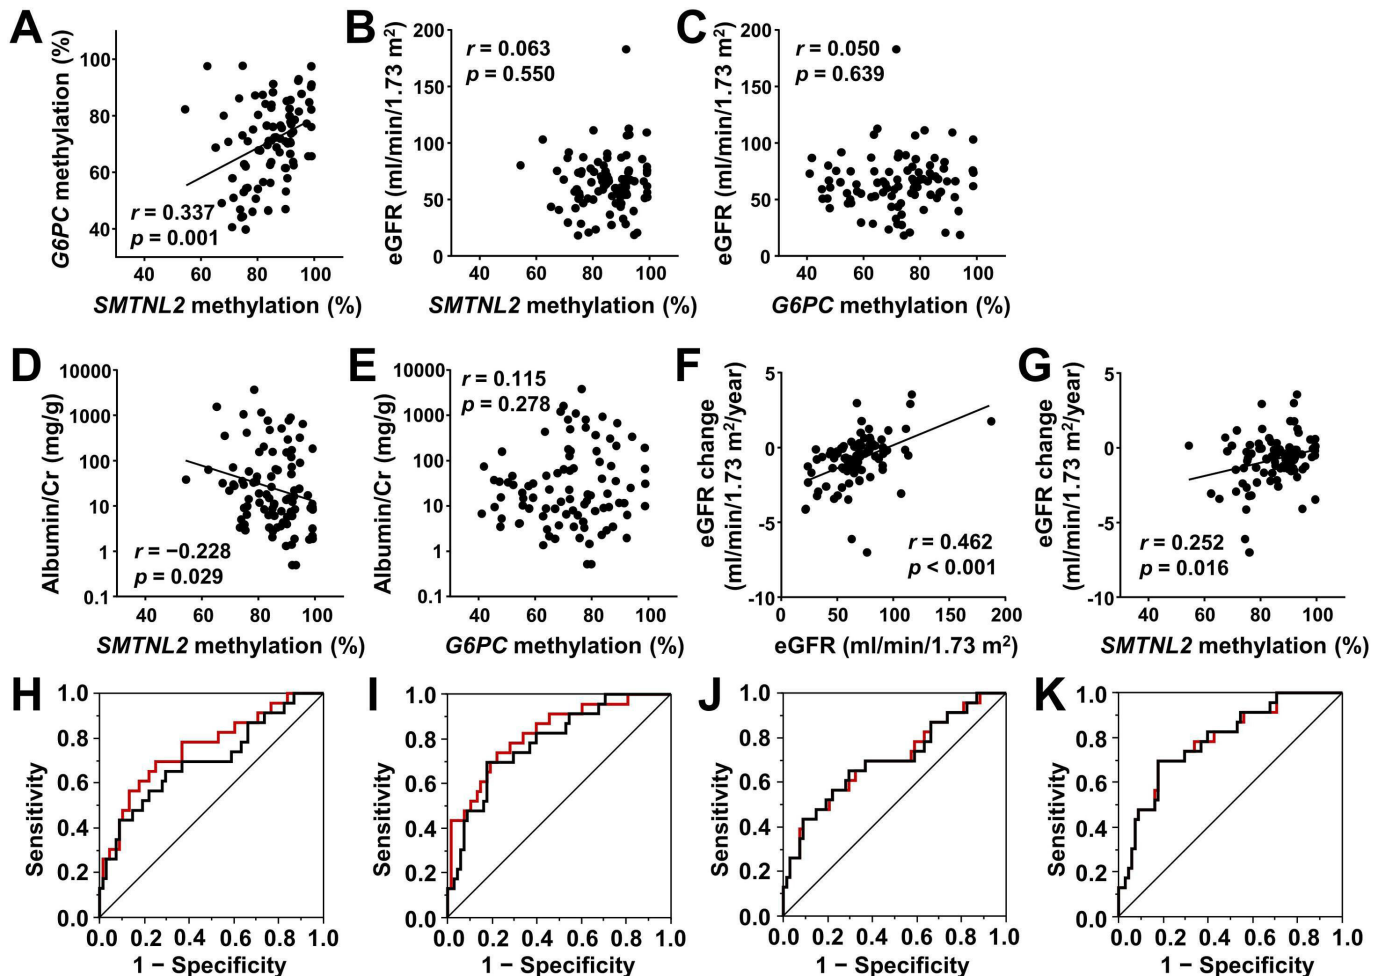 A
G6PC methylation (%)
100
80
60
40
r = 0.337
p = 0.001
40 60 80 100
SMTNL2 methylation (%)
B
eGFR (ml/min/1.73 m²)
200
150
100
50
0
r = 0.063
p = 0.550
40 60 80 100
SMTNL2 methylation (%)
C
eGFR (ml/min/1.73 m²)
200
150
100
50
0
r = 0.050
p = 0.639
40 60 80 100
G6PC methylation (%)
D
Albumin/Cr (mg/g)
10000
1000
100
10
1
0.1
r = −0.228
p = 0.029
40 60 80 100
SMTNL2 methylation (%)
E
Albumin/Cr (mg/g)
10000
1000
100
10
1
0.1
r = 0.115
p = 0.278
40 60 80 100
G6PC methylation (%)
F
eGFR change
(ml/min/1.73 m²/year)
5
0
-5
-10
r = 0.462
p < 0.001
0 50 100 150 200
eGFR (ml/min/1.73 m²)
G
eGFR change
(ml/min/1.73 m²/year)
5
0
-5
-10
r = 0.252
p = 0.016
40 60 80 100
SMTNL2 methylation (%)
H
Sensitivity
1.0
0.8
0.6
0.4
0.2
0.0
0.0 0.2 0.4 0.6 0.8 1.0
1 − Specificity
I
Sensitivity
1.0
0.8
0.6
0.4
0.2
0.0
0.0 0.2 0.4 0.6 0.8 1.0
1 − Specificity
J
Sensitivity
1.0
0.8
0.6
0.4
0.2
0.0
0.0 0.2 0.4 0.6 0.8 1.0
1 − Specificity
K
Sensitivity
1.0
0.8
0.6
0.4
0.2
0.0
0.0 0.2 0.4 0.6 0.8 1.0
1 − Specificity